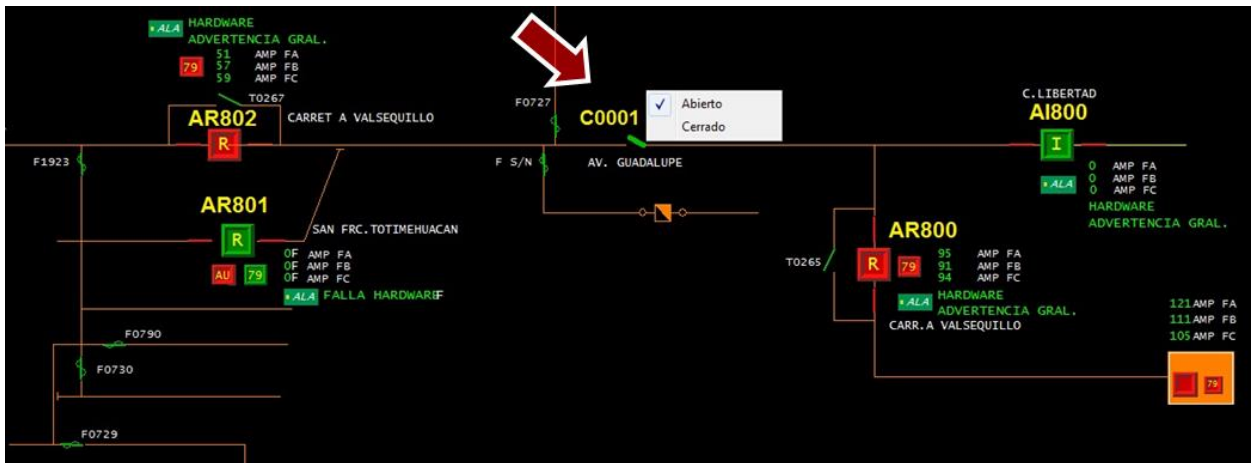 ALA HARDWARE
ADVERTENCIA GRAL.
79
51 AMP FA
57 AMP FB
59 AMP FC
T0267
AR802
CARRET A VALSEQUILLO
R
F1923
AR801
SAN FRC.TOTIMEHUACAN
R
0F AMP FA
0F AMP FB
0F AMP FC
AU 79
ALA FALLA HARDWAREF
F0790
F0730
F0729
F0727
C0001
Abierto
Cerrado
F S/N
AV. GUADALUPE
C.LIBERTAD
AI800
I
0 AMP FA
0 AMP FB
0 AMP FC
ALA
HARDWARE
ADVERTENCIA GRAL.
AR800
T0265
R
79
95 AMP FA
91 AMP FB
94 AMP FC
ALA HARDWARE
ADVERTENCIA GRAL.
CARR.A VALSEQUILLO
121 AMP FA
111 AMP FB
105 AMP FC
79